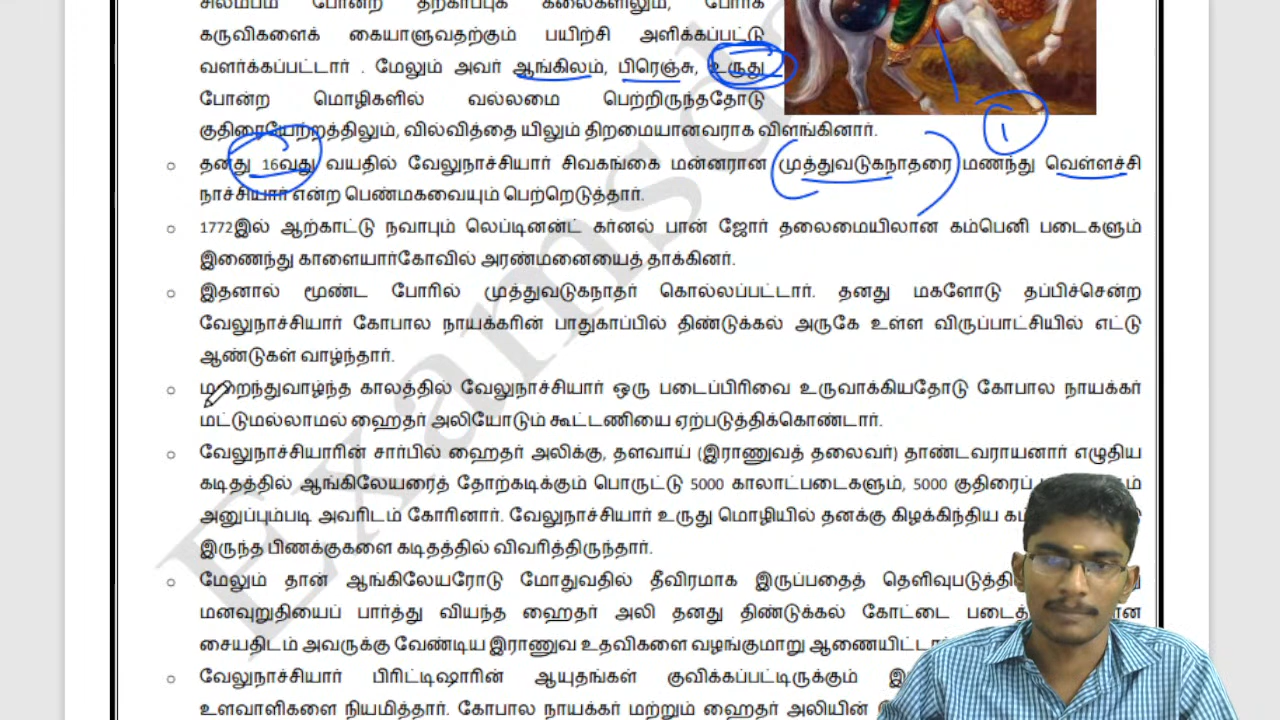 சிலம்பம் போன்ற தற்காப்புக் கலைகளிலும், போர்க்
கருவிகளைக் கையாளுவதற்கும் பயிற்சி அளிக்கப்பட்டு
வளர்க்கப்பட்டார் . மேலும் அவர் ஆங்கிலம், பிரெஞ்சு, உருது
போன்ற மொழிகளில் வல்லமை பெற்றிருந்ததோடு
குதிரையேற்றத்திலும், வில்வித்தை யிலும் திறமையானவராக விளங்கினார்.
1
தனது 16வது வயதில் வேலுநாச்சியார் சிவகங்கை மன்னரான முத்துவடுகநாதரை மணந்து வெள்ளச்சி
நாச்சியார் என்ற பெண்மகவையும் பெற்றெடுத்தார்.
1772இல் ஆற்காட்டு நவாபும் லெப்டினன்ட் கர்னல் பான் ஜோர் தலைமையிலான கம்பெனி படைகளும்
இணைந்து காளையார்கோவில் அரண்மனையைத் தாக்கினர்.
இதனால் மூண்ட போரில் முத்துவடுகநாதர் கொல்லப்பட்டார். தனது மகளோடு தப்பிச்சென்ற
வேலுநாச்சியார் கோபால நாயக்கரின் பாதுகாப்பில் திண்டுக்கல் அருகே உள்ள விருப்பாட்சியில் எட்டு
ஆண்டுகள் வாழ்ந்தார்.
காலத்தில் வேலுநாச்சியார் ஒரு படைப்பிரிவை உருவாக்கியதோடு கோபால நாயக்கர்
மட்டுமல்லாமல் ஹைதர் அலியோடும் கூட்டணியை ஏற்படுத்திக்கொண்டார்.
வேலுநாச்சியாரின் சார்பில் ஹைதர் அலிக்கு, தளவாய் (இராணுவத் தலைவர்) தாண்டவராயனார் எழுதிய
கடிதத்தில் ஆங்கிலேயரைத் தோற்கடிக்கும் பொருட்டு 5000 காலாட்படைகளும், 5000
அனுப்பும்படி அவரிடம் கோரினார். வேலுநாச்சியார் உருது மொழியில் தனக்கு கிழக்கிந்திய
இருந்த பிணக்குகளை கடிதத்தில் விவரித்திருந்தார்.
மேலும் தான் ஆங்கிலேயரோடு மோதுவதில் தீவிரமாக இருப்பதைத்
மனவுறுதியைப் பார்த்து வியந்த ஹைதர் அலி தனது திண்டுக்கல் கோட்டை
சையதிடம் அவருக்கு வேண்டிய இராணுவ உதவிகளை வழங்குமாறு
வேலுநாச்சியார் பிரிட்டிஷாரின் ஆயுதங்கள் குவிக்கப்பட்டிருக்கும்
உளவாளிகளை நியமித்தார். கோபால நாயக்கர் மற்றும் ஹைதர் அலியின்